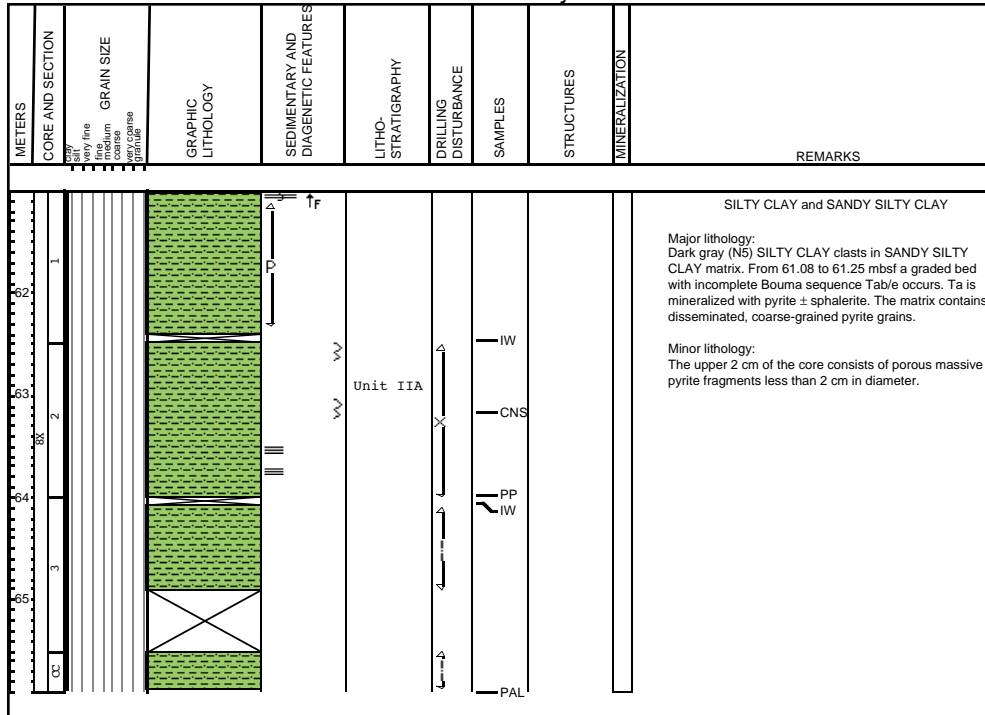 METERS
CORE AND SECTION
GRAIN SIZE
clay
silt
very fine
fine
medium
coarse
very coarse
granule
GRAPHIC
LITHOLOGY
SEDIMENTARY AND
DIAGENETIC FEATURES
LITHO-
STRATIGRAPHY
DRILLING
DISTURBANCE
SAMPLES
STRUCTURES
MINERALIZATION
REMARKS
SILTY CLAY and SANDY SILTY CLAY
Major lithology:
Dark gray (N5) SILTY CLAY clasts in SANDY SILTY
CLAY matrix. From 61.08 to 61.25 mbsf a graded bed
with incomplete Bouma sequence Tab/e occurs. Ta is
mineralized with pyrite ± sphalerite. The matrix contains
disseminated, coarse-grained pyrite grains.
Minor lithology:
The upper 2 cm of the core consists of porous massive
pyrite fragments less than 2 cm in diameter.
F
1
P
62
IW
Unit IIA
63
2
CNS
8X
64
PP
IW
3
65
CC
PAL